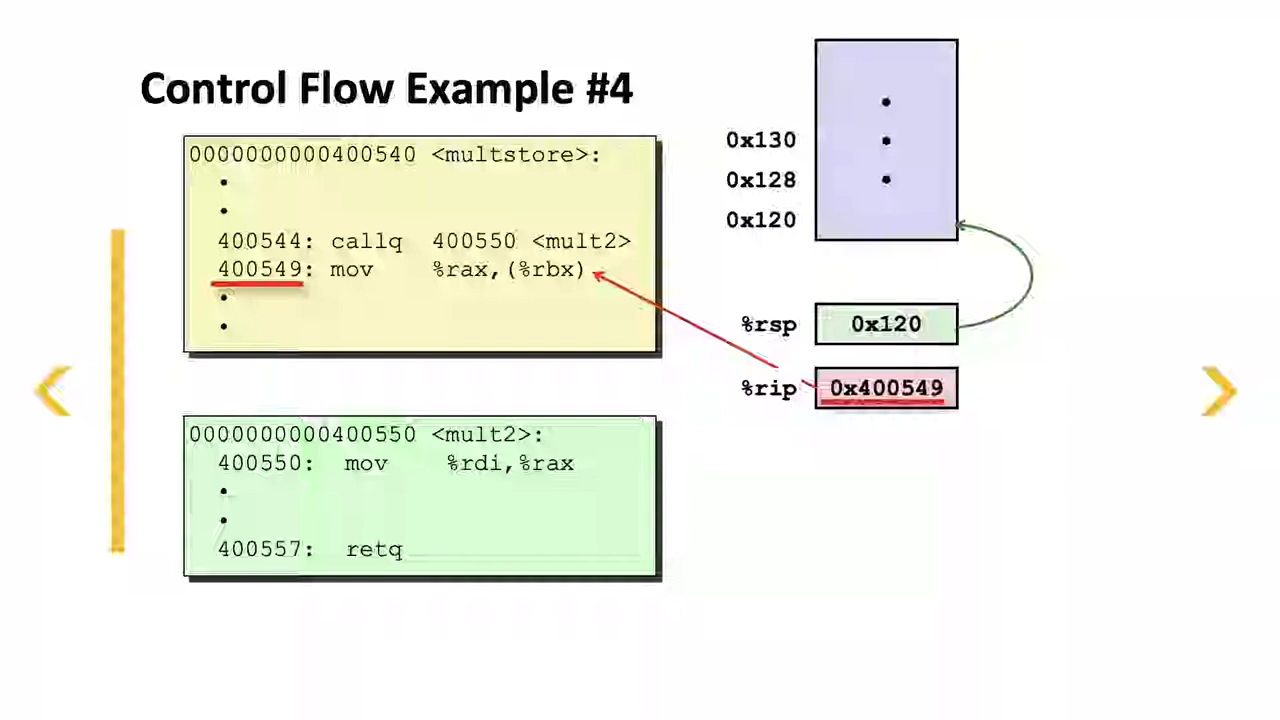 Control Flow Example #4
0000000000400540 <multstore>:
•
•
400544: callq 400550 <mult2>
400549: mov %rax,(%rbx)
•
•
0000000000400550 <mult2>:
400550: mov %rdi,%rax
•
•
400557: retq
•
0x130 •
0x128 •
0x120
%rsp 0x120
%rip 0x400549